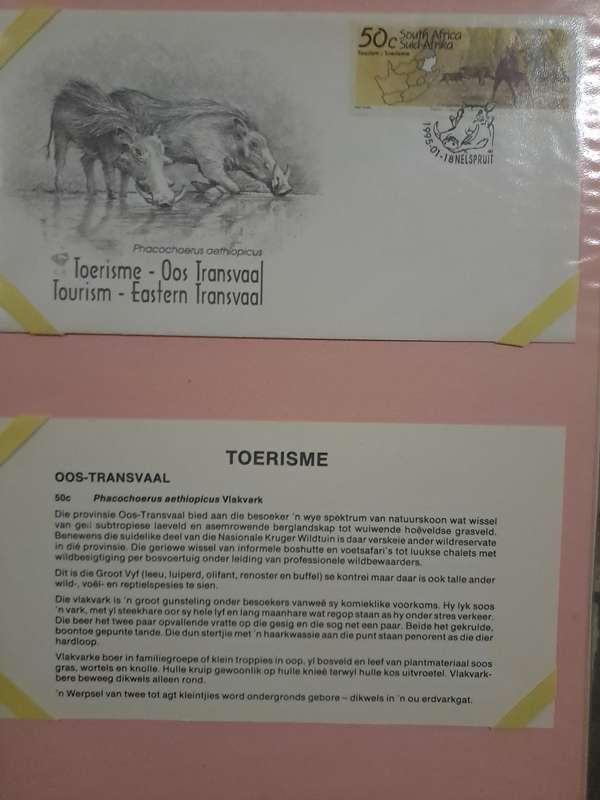 50c South Africa
Suid-Afrika
Tourism / Toerisme
1995-01-18 NELSPRUIT
Phacochoerus aethiopicus
Toerisme - Oos Transvaal
Tourism - Eastern Transvaal
TOERISME
OOS-TRANSVAAL
50c Phacochoerus aethiopicus Vlakvark
Die provinsie Oos-Transvaal bied aan die besoeker 'n wye spektrum van natuurskoon wat wissel
van geil subtropiese laeveld en asemrowende berglandskap tot wuiwende hoëveldse grasveld.
Benewens die suidelike deel van die Nasionale Kruger Wildtuin is daar verskeie ander wildreservate
in dié provinsie. Die geriewe wissel van informele boshutte en voetsafari's tot luukse chalets met
wildbesigtiging per bosvoertuig onder leiding van professionele wildbewaarders.
Dit is die Groot Vyf (leeu, luiperd, olifant, renoster en buffel) se kontrei maar daar is ook talle ander
wild-, voël- en reptielspesies te sien.
Die vlakvark is 'n groot gunsteling onder besoekers vanweë sy komieklike voorkoms. Hy lyk soos
'n vark, met yl steekhare oor sy hele lyf en lang maanhare wat regop staan as hy onder stres verkeer.
Die beer het twee paar opvallende vratte op die gesig en die sog net een paar. Beide het gekrulde,
boontoe gepunte tande. Die dun stertjie met 'n haarkwassie aan die punt staan penorent as die dier
hardloop.
Vlakvarke boer in familiegroepe of klein troppies in oop, yl bosveld en leef van plantmateriaal soos
gras, wortels en knolle. Hulle kruip gewoonlik op hulle knieë terwyl hulle kos uitvroetel. Vlakvark-
bere beweeg dikwels alleen rond.
'n Werpsel van twee tot agt kleintjies word ondergronds gebore – dikwels in 'n ou erdvarkgat.